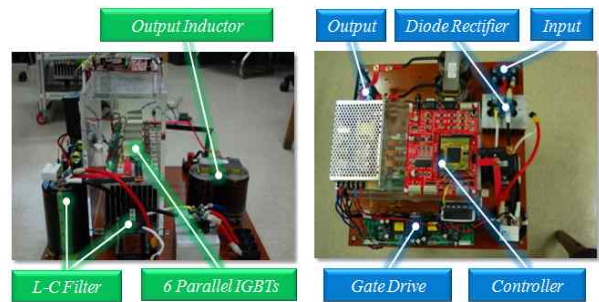 Output Inductor
Output
Diode Rectifier
Input
L-C Filter
6 Parallel IGBTs
Gate Drive
Controller